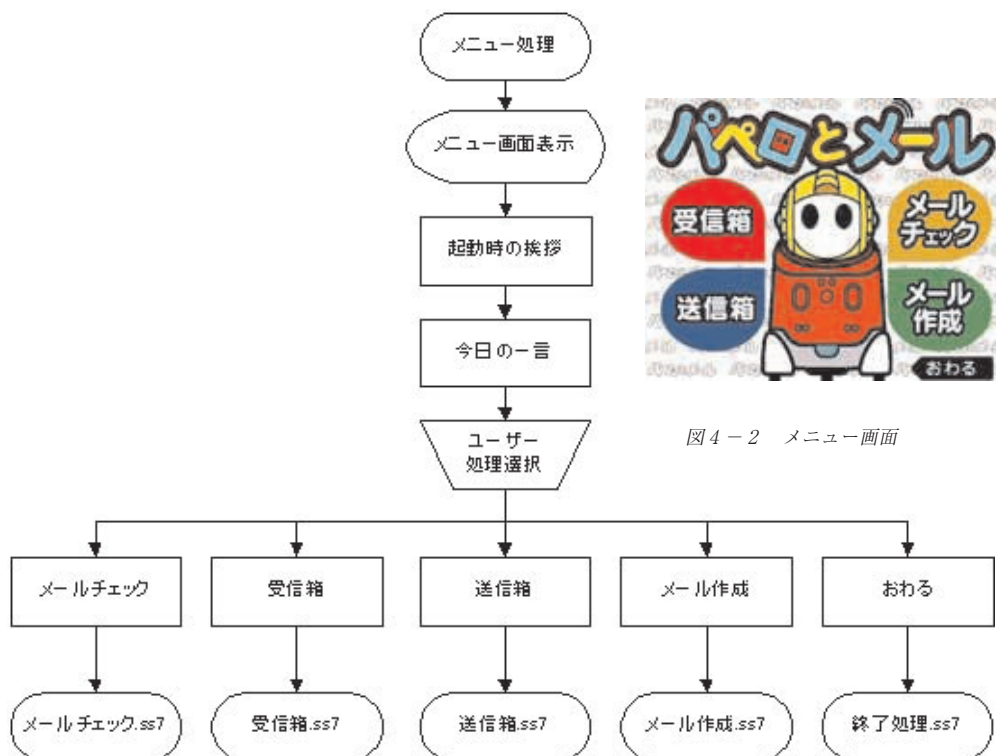 メニュー処理
メニュー画面表示
起動時の挨拶
今日の一言
ユーザー
処理選択
メールチェック
受信箱
送信箱
メール作成
おわる
メールチェック.ss7
受信箱.ss7
送信箱.ss7
メール作成.ss7
終了処理.ss7
パペロとメール
受信箱
メール
チェック
送信箱
メール
作成
おわる
図4－2　メニュー画面